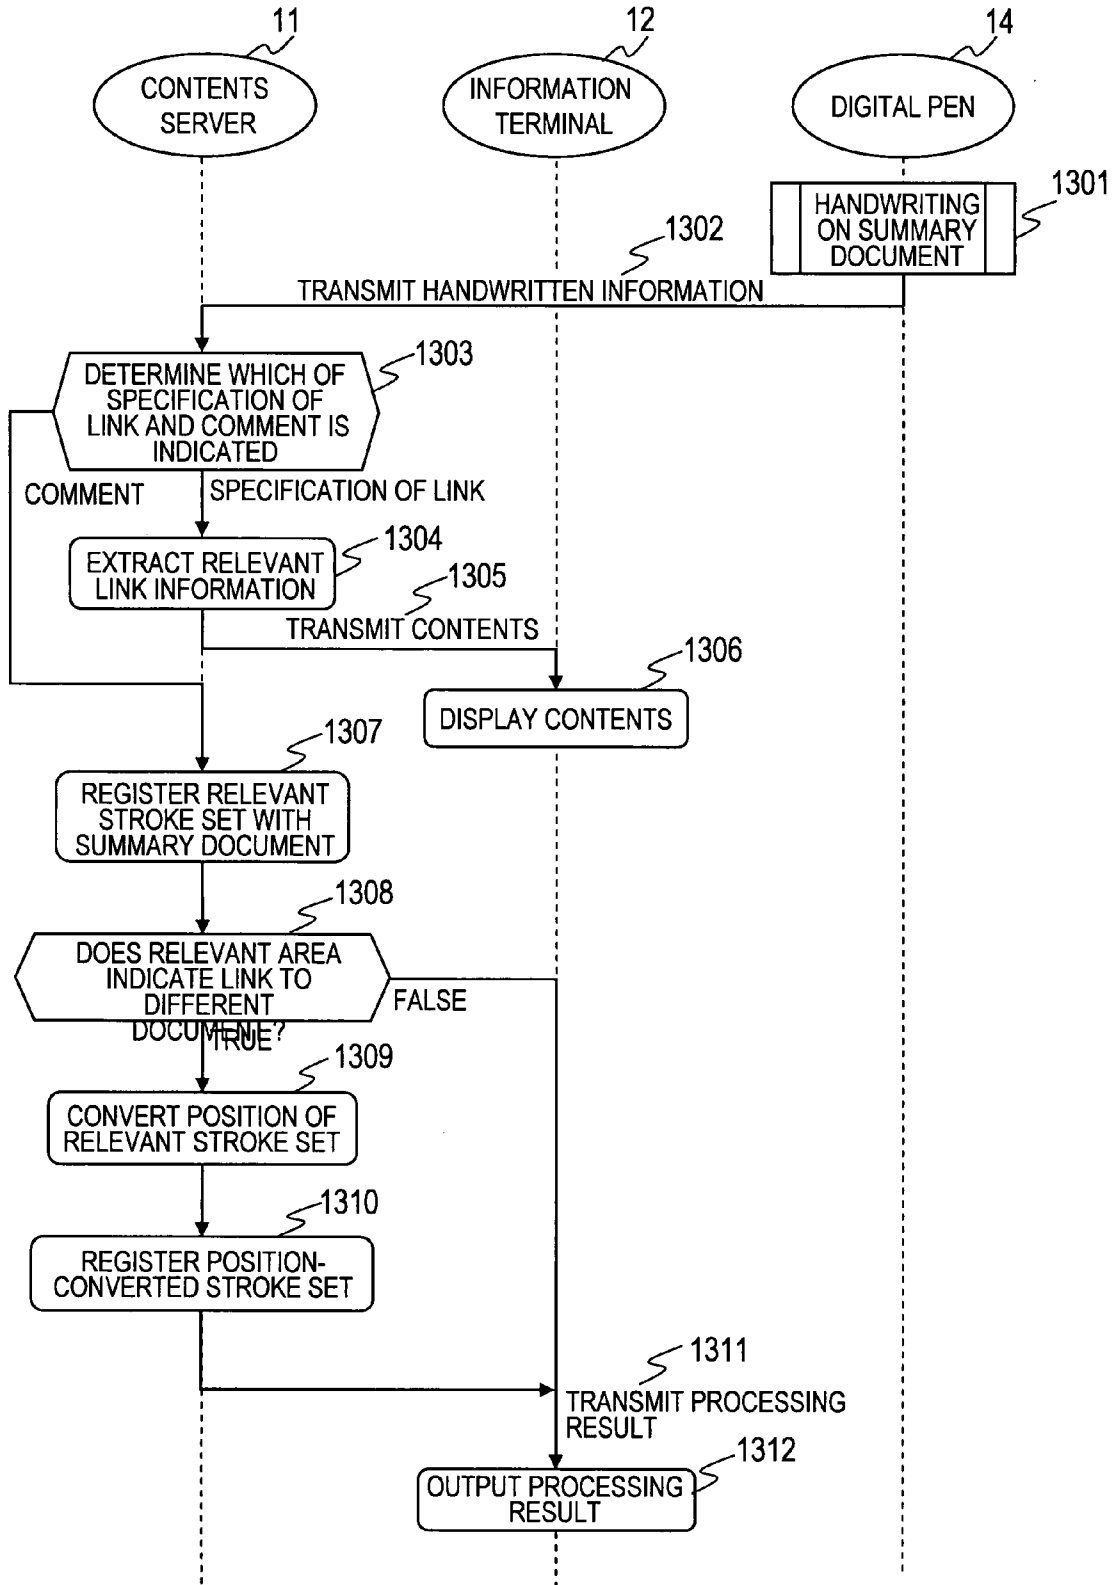 11
12
14
CONTENTS
SERVER
INFORMATION
TERMINAL
DIGITAL PEN
1301
HANDWRITING
ON SUMMARY
DOCUMENT
1302
TRANSMIT HANDWRITTEN INFORMATION
1303
DETERMINE WHICH OF
SPECIFICATION OF
LINK AND COMMENT IS
INDICATED
COMMENT
SPECIFICATION OF LINK
1304
EXTRACT RELEVANT
LINK INFORMATION
1305
TRANSMIT CONTENTS
1306
DISPLAY CONTENTS
1307
REGISTER RELEVANT
STROKE SET WITH
SUMMARY DOCUMENT
1308
DOES RELEVANT AREA
INDICATE LINK TO
DIFFERENT
DOCUMENT?
FALSE
TRUE
1309
CONVERT POSITION OF
RELEVANT STROKE SET
1310
REGISTER POSITION-
CONVERTED STROKE SET
1311
TRANSMIT PROCESSING
RESULT
1312
OUTPUT PROCESSING
RESULT